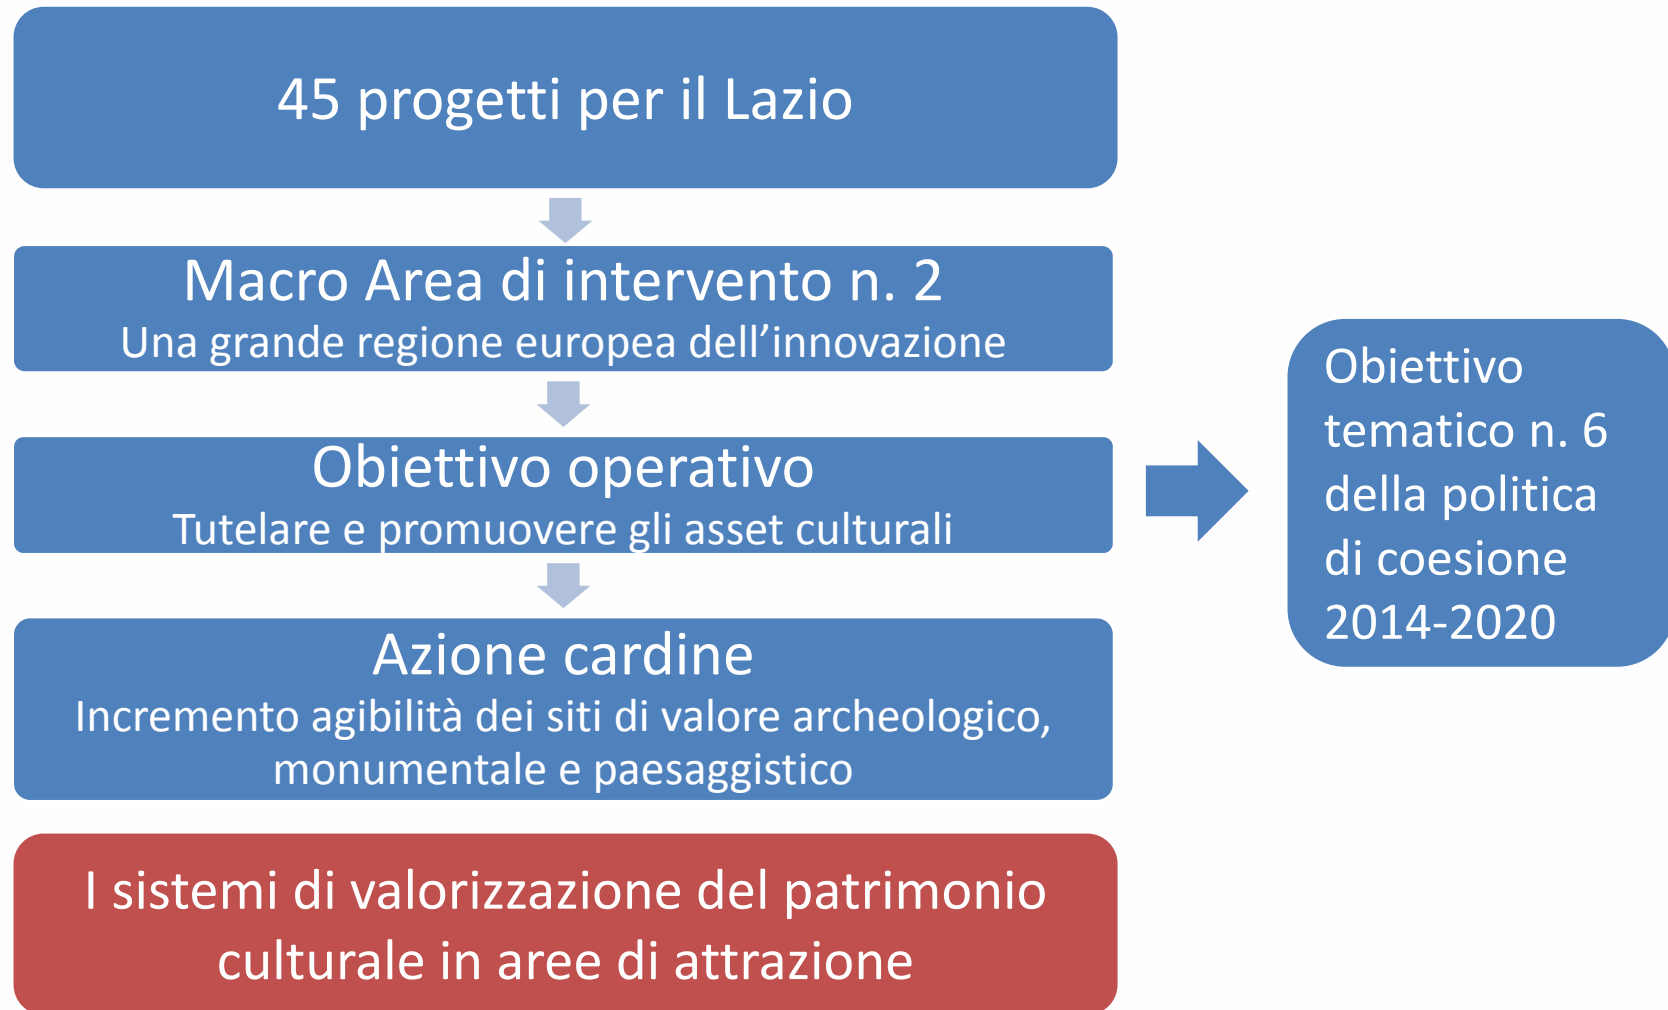 45 progetti per il Lazio
Macro Area di intervento n. 2
Una grande regione europea dell’innovazione
Obiettivo operativo
Tutelare e promuovere gli asset culturali
Azione cardine
Incremento agibilità dei siti di valore archeologico,
monumentale e paesaggistico
I sistemi di valorizzazione del patrimonio
culturale in aree di attrazione
Obiettivo
tematico n. 6
della politica
di coesione
2014-2020